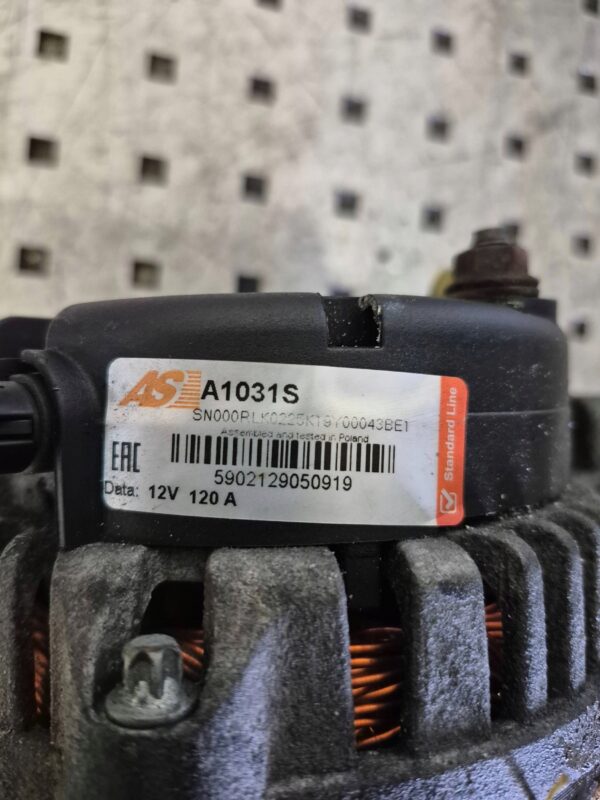 AS A1031S
SN000RLK0225K19Y00043BE1
Assembled and tested in Poland
EAC
5902129050919
Data: 12V 120 A
Standard Line